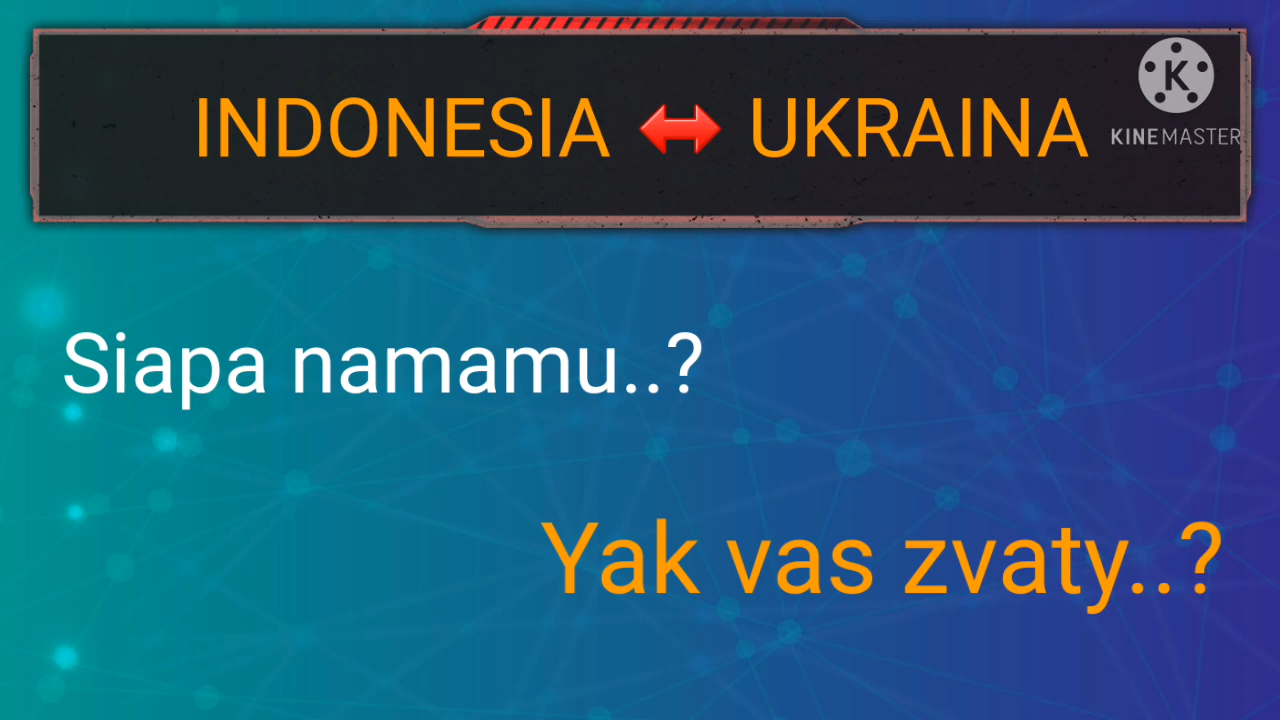 INDONESIA ↔ UKRAINA
KINEMASTER
Siapa namamu..?
Yak vas zvaty..?